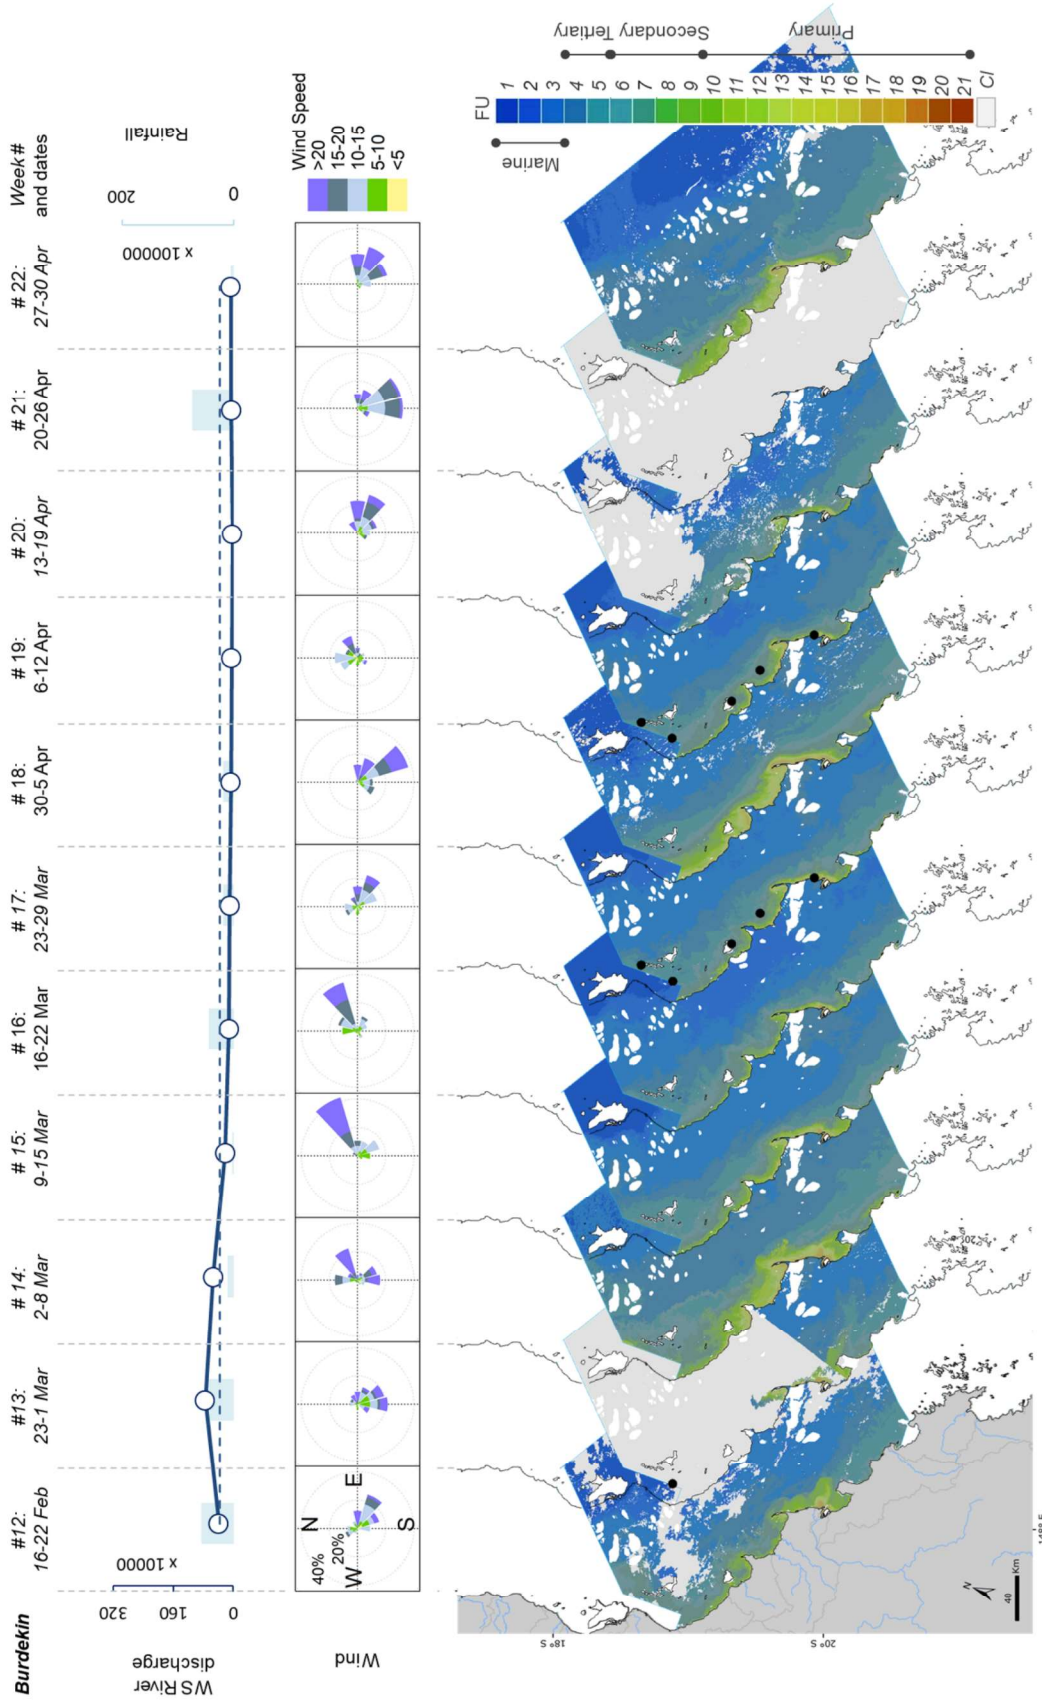 Burdekin
Week#
and dates
#12:
16-22 Feb
#13:
23-1 Mar
# 14:
2-8 Mar
# 15:
9-15 Mar
# 16:
16-22 Mar
# 17:
23-29 Mar
# 18:
30-5 Apr
# 19:
6-12 Apr
# 20:
13-19 Apr
# 21:
20-26 Apr
# 22:
27-30 Apr
WS River
discharge
320
160
0
x 100000
Rainfall
200
0
x 100000
Wind
N
E
S
W
40%
20%
Wind Speed
>20
15-20
10-15
5-10
<5
FU
1
2
3
4
5
6
7
8
9
10
11
12
13
14
15
16
17
18
19
20
21
Cl
Marine
Tertiary
Secondary
Primary
18° S
20° S
148° E
N
40
Km